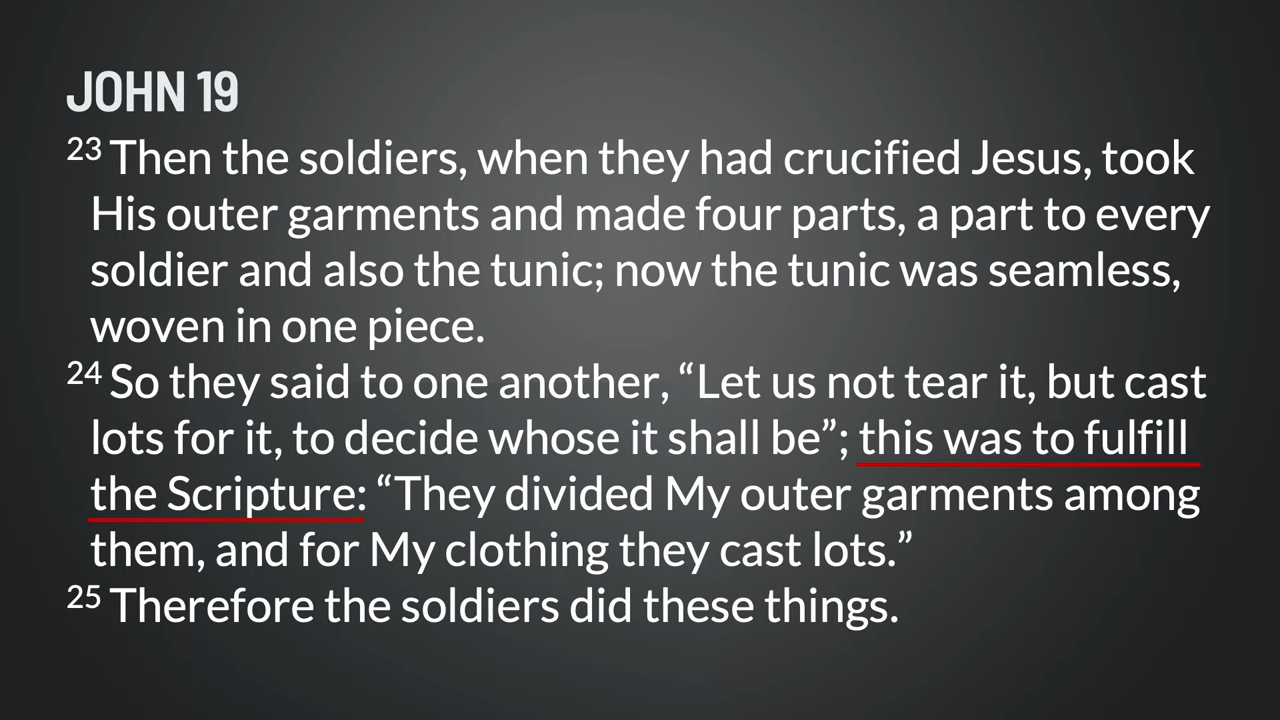 JOHN 19
23 Then the soldiers, when they had crucified Jesus, took
His outer garments and made four parts, a part to every
soldier and also the tunic; now the tunic was seamless,
woven in one piece.
24 So they said to one another, “Let us not tear it, but cast
lots for it, to decide whose it shall be”; this was to fulfill
the Scripture: “They divided My outer garments among
them, and for My clothing they cast lots.”
25 Therefore the soldiers did these things.